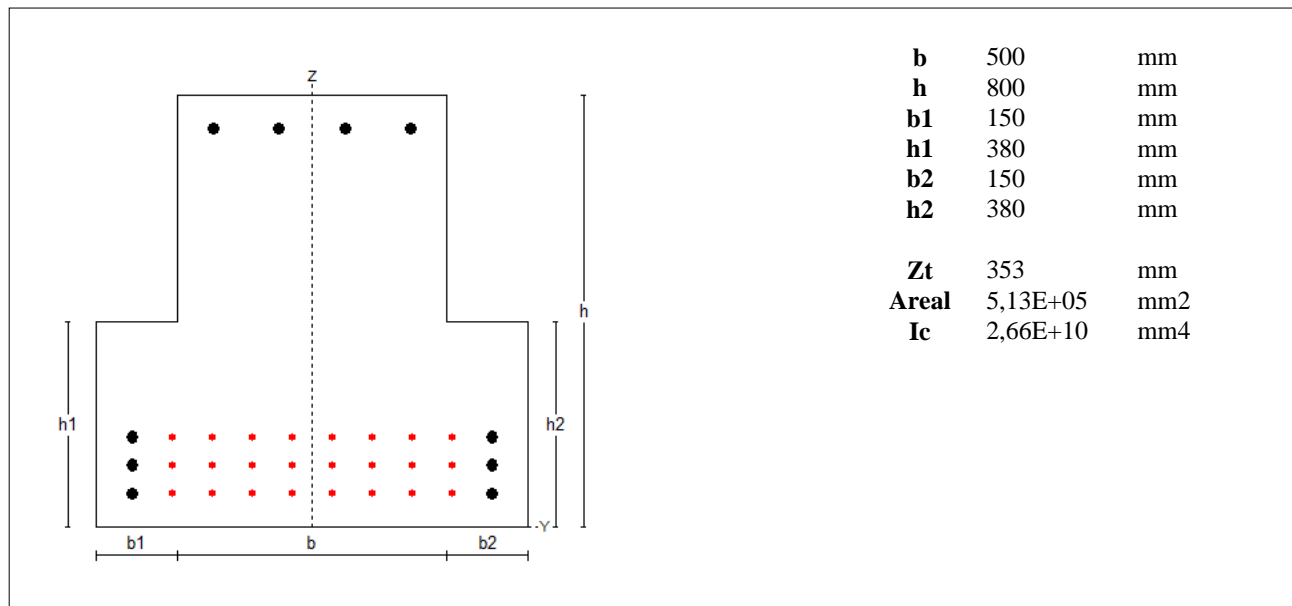 Z
h
h1
h2
Y
b1
b
b2
b 500 mm
h 800 mm
b1 150 mm
h1 380 mm
b2 150 mm
h2 380 mm
Zt 353 mm
Areal 5,13E+05 mm2
Ic 2,66E+10 mm4